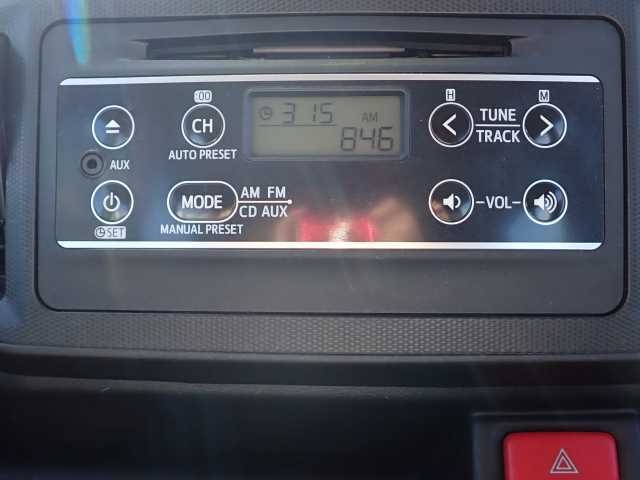 :00
H
M
3 15
AM
846
CH
TUNE
TRACK
AUX
AUTO PRESET
MODE
AM FM
CD AUX
-VOL-
SET
MANUAL PRESET